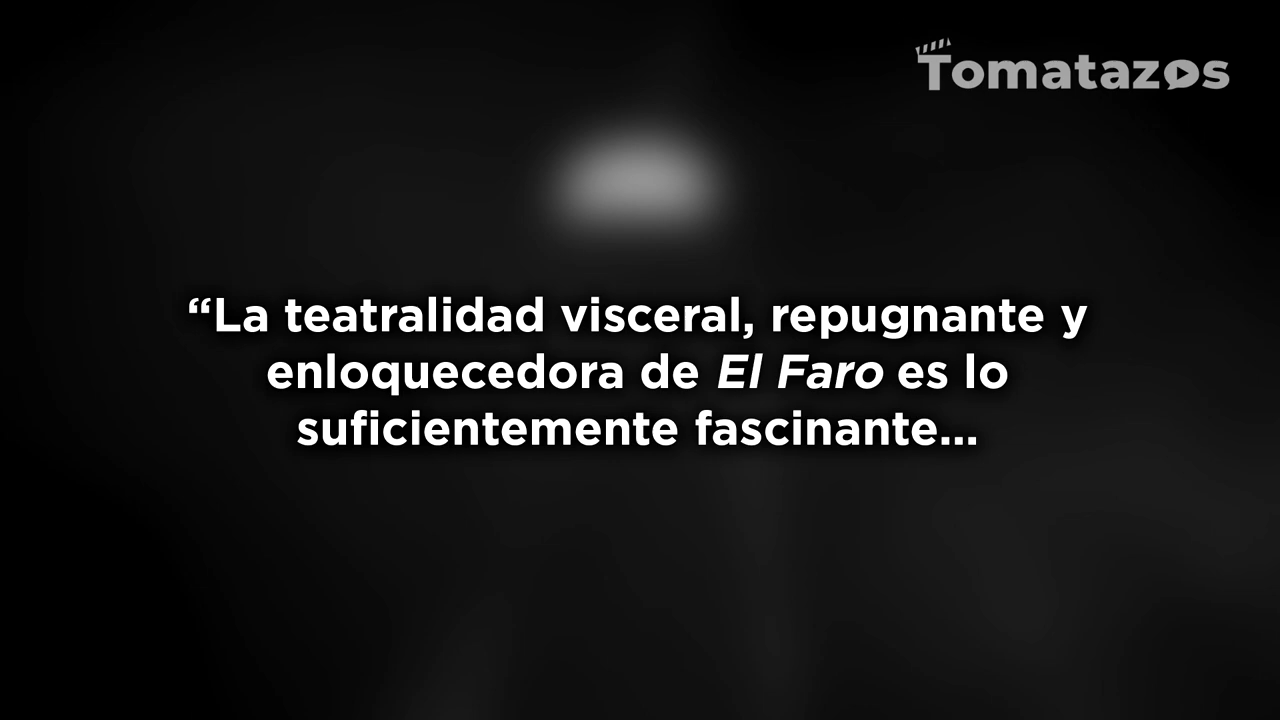 Tomatazos
“La teatralidad visceral, repugnante y
enloquecedora de El Faro es lo
suficientemente fascinante...